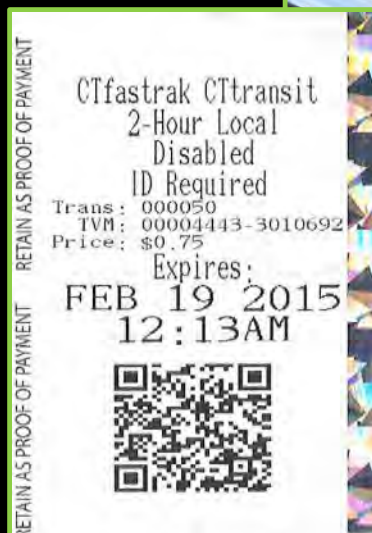 CTfastrak CTtransit
2-Hour Local
Disabled
ID Required
Trans: 000050
TVM: 00004443-3010692
Price: $0.75
Expires:
FEB 19 2015
12:13AM
RETAIN AS PROOF OF PAYMENT
RETAIN AS PROOF OF PAYMENT